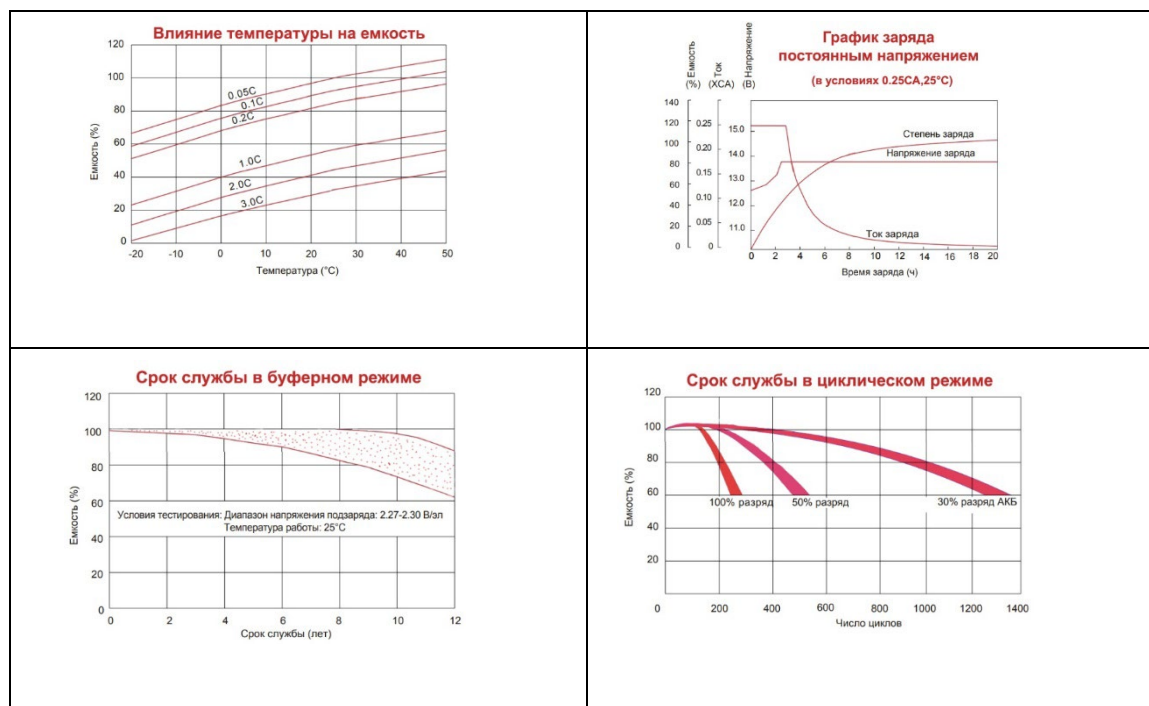 Влияние температуры на емкость
120
100
80
60
40
20
0
Емкость (%)
0.05C
0.1C
0.2C
1.0C
2.0C
3.0C
-20 -10 0 10 20 30 40 50
Температура (°C)
График заряда
постоянным напряжением
(в условиях 0.25CA,25°C)
(%) Емкость
(XCA) Ток
(В) Напряжение
140
120 0.25 15.0
100 0.20 14.0
80 0.15 13.0
60
40 0.10 12.0
20 0.05 11.0
0 0
Степень заряда
Напряжение заряда
Ток заряда
0 2 4 6 8 10 12 14 16 18 20
Время заряда (ч)
Срок службы в буферном режиме
120
100
80
60
40
20
0
Емкость (%)
Условия тестирования: Диапазон напряжения подзаряда: 2.27-2.30 В/эл
Температура работы: 25°C
0 2 4 6 8 10 12
Срок службы (лет)
Срок службы в циклическом режиме
120
100
80
60
40
20
0
Емкость (%)
100% разряд 50% разряд 30% разряд АКБ
0 200 400 600 800 1000 1200 1400
Число циклов